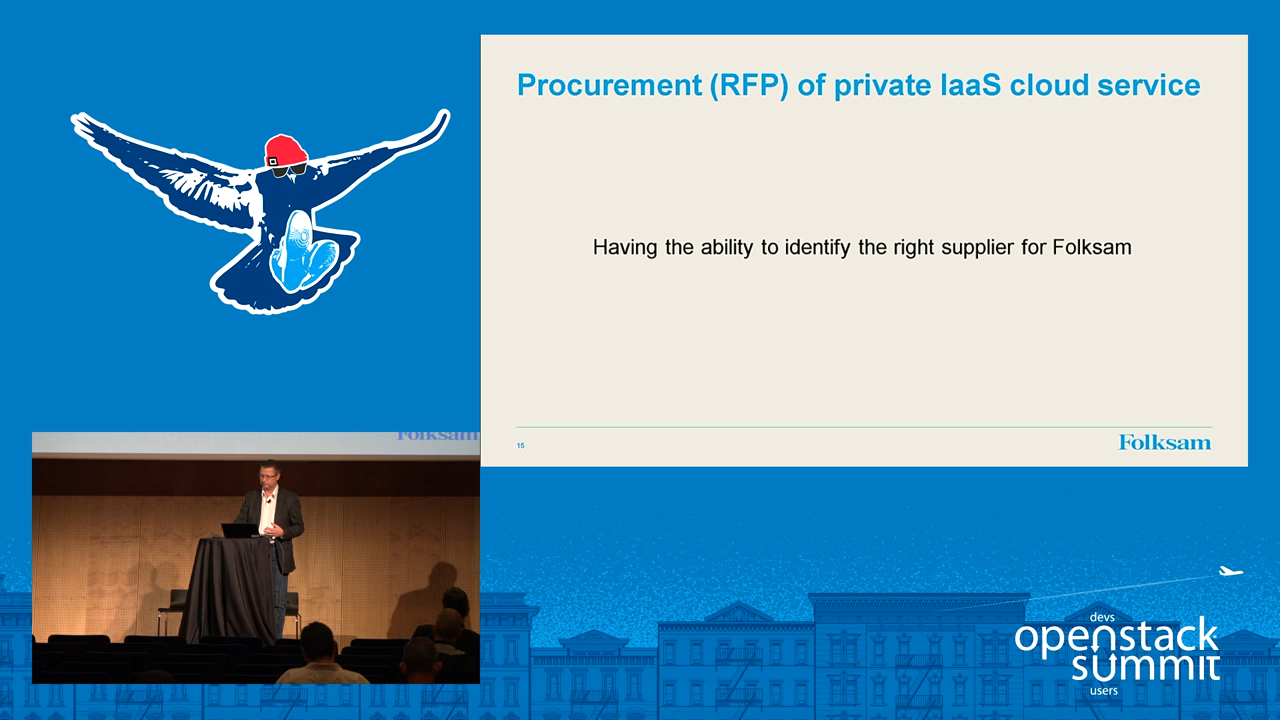 Procurement (RFP) of private IaaS cloud service
Having the ability to identify the right supplier for Folksam
15
Folksam
Folksam
devs
openstack
summit
users